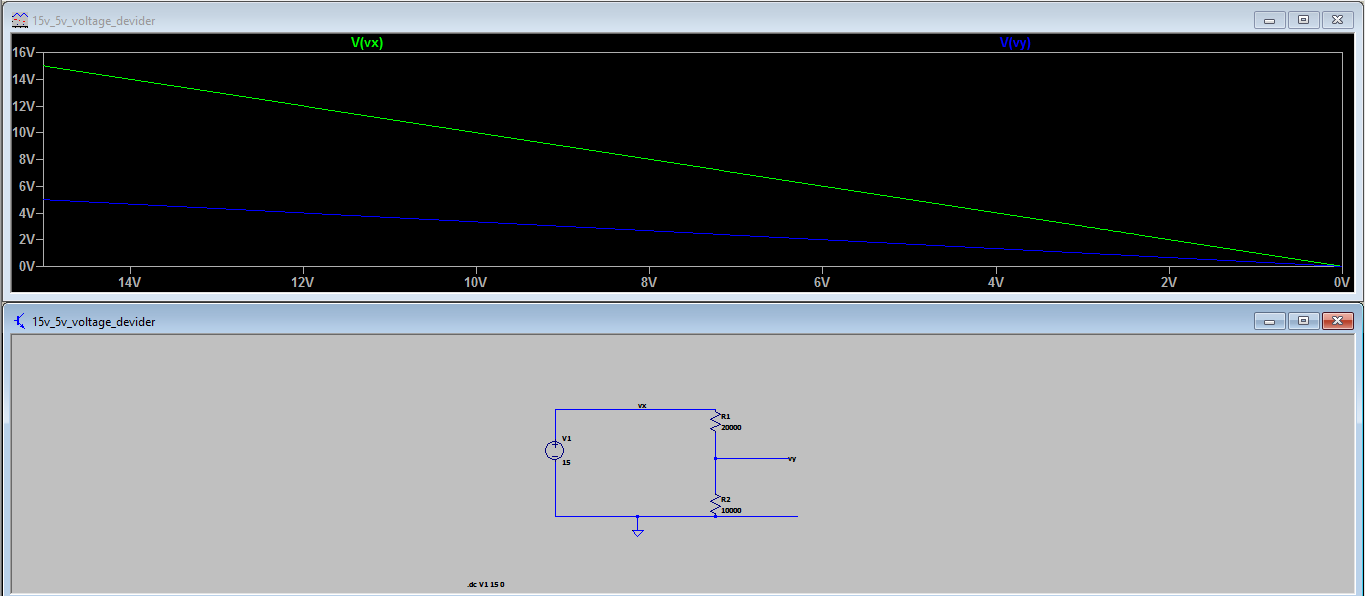 15v_5v_voltage_devider
V(vx) V(vy)
16V
14V
12V
10V
8V
6V
4V
2V
0V
14V 12V 10V 8V 6V 4V 2V 0V
15v_5v_voltage_devider
vx
R1
20000
V1
15
vy
R2
10000
.dc V1 15 0